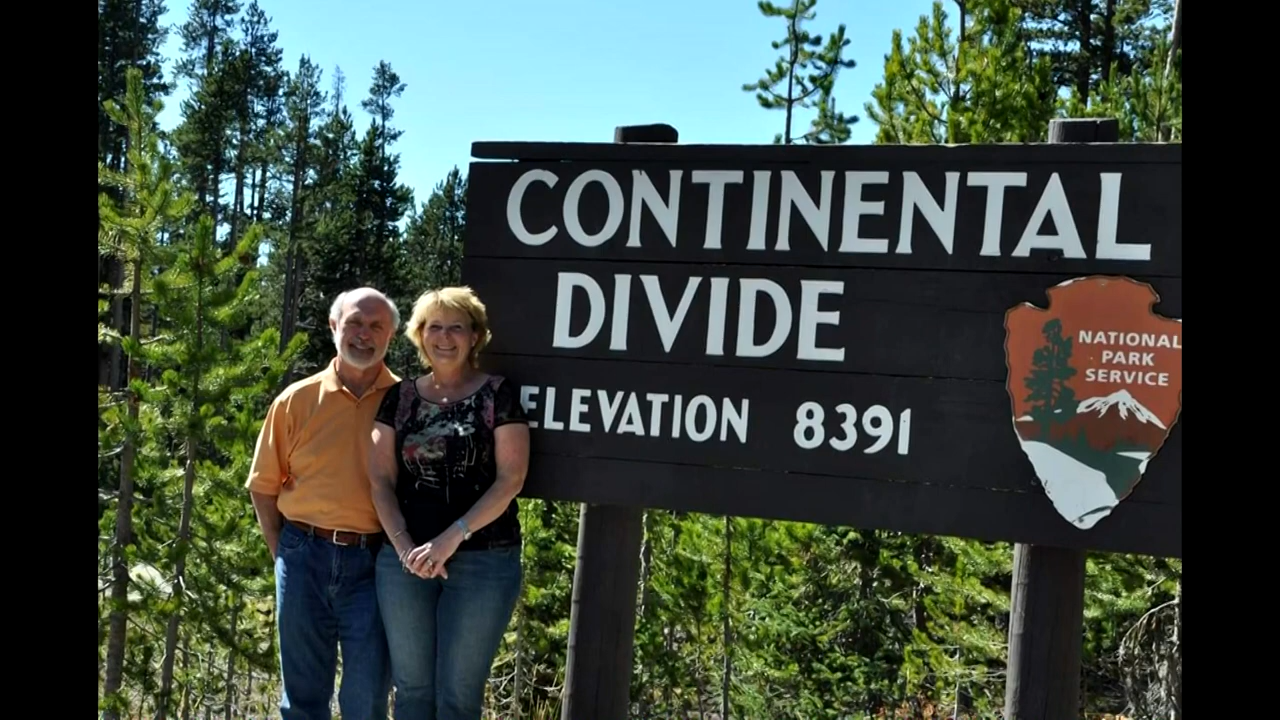 CONTINENTAL
DIVIDE
ELEVATION 8391
NATIONAL
PARK
SERVICE